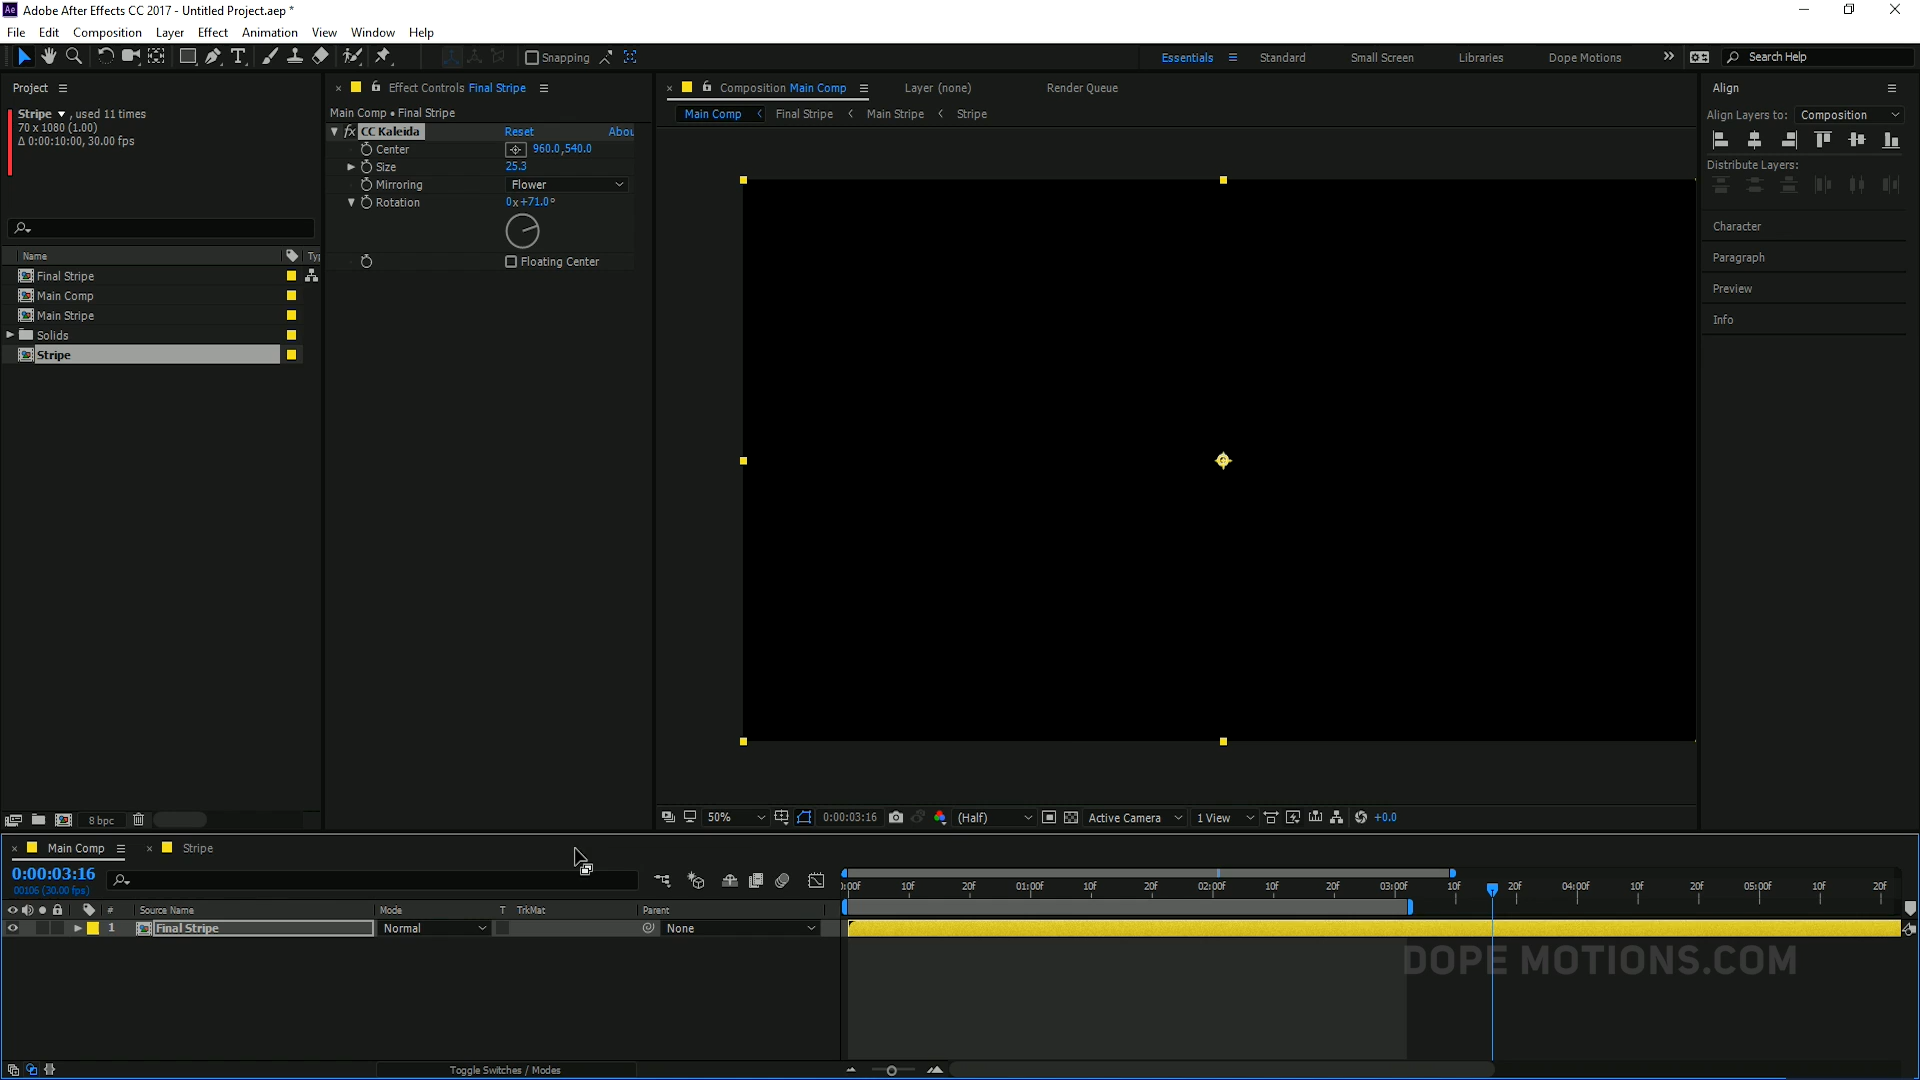 Ae Adobe After Effects CC 2017 - Untitled Project.aep *
File Edit Composition Layer Effect Animation View Window Help
Snapping
Essentials Standard Small Screen Libraries Dope Motions » Search Help
Project
Stripe , used 11 times
70 x 1080 (1.00)
Δ 0:00:10:00, 30.00 fps
Name Typ
Final Stripe
Main Comp
Main Stripe
Solids
Stripe
8 bpc
× Effect Controls Final Stripe
Main Comp • Final Stripe
fx CC Kaleida Reset Abou
Center 960.0,540.0
Size 25.3
Mirroring Flower
Rotation 0x+71.0°
Floating Center
× Composition Main Comp Layer (none) Render Queue
Main Comp < Final Stripe < Main Stripe < Stripe
50% 0:00:03:16 (Half) Active Camera 1 View +0.0
Align
Align Layers to: Composition
Distribute Layers:
Character
Paragraph
Preview
Info
× Main Comp × Stripe
0:00:03:16
00106 (30.00 fps)
# Source Name Mode T TrkMat Parent
1 Final Stripe Normal None
:00f 10f 20f 01:00f 10f 20f 02:00f 10f 20f 03:00f 10f 20f 04:00f 10f 20f 05:00f 10f 20f
DOPE MOTIONS.COM
Toggle Switches / Modes